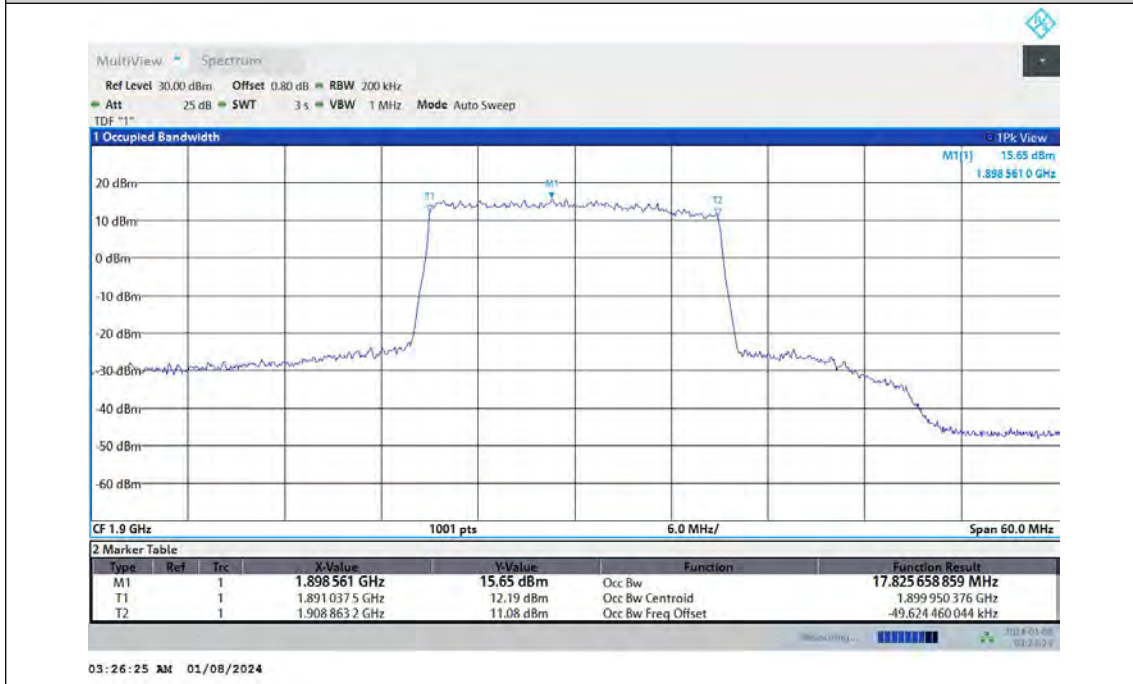 MultiView Spectrum
Ref Level 30.00 dBm Offset 0.80 dB RBW 200 kHz
Att 25 dB SWT 3 s VBW 1 MHz Mode Auto Sweep
TDF "1"
1 Occupied Bandwidth 1Pk View
M1[1] 15.65 dBm
1.898 561 0 GHz
20 dBm
M1
T1
T2
10 dBm
0 dBm
-10 dBm
-20 dBm
-30 dBm
-40 dBm
-50 dBm
-60 dBm
CF 1.9 GHz 1001 pts 6.0 MHz/ Span 60.0 MHz
2 Marker Table
Type Ref Trc X-Value Y-Value Function Function Result
M1 1 1.898 561 GHz 15.65 dBm Occ Bw 17.825 658 859 MHz
T1 1 1.891 037 5 GHz 12.19 dBm Occ Bw Centroid 1.899 950 376 GHz
T2 1 1.908 863 2 GHz 11.08 dBm Occ Bw Freq Offset -49.624 460 044 kHz
03:26:25 AM 01/08/2024